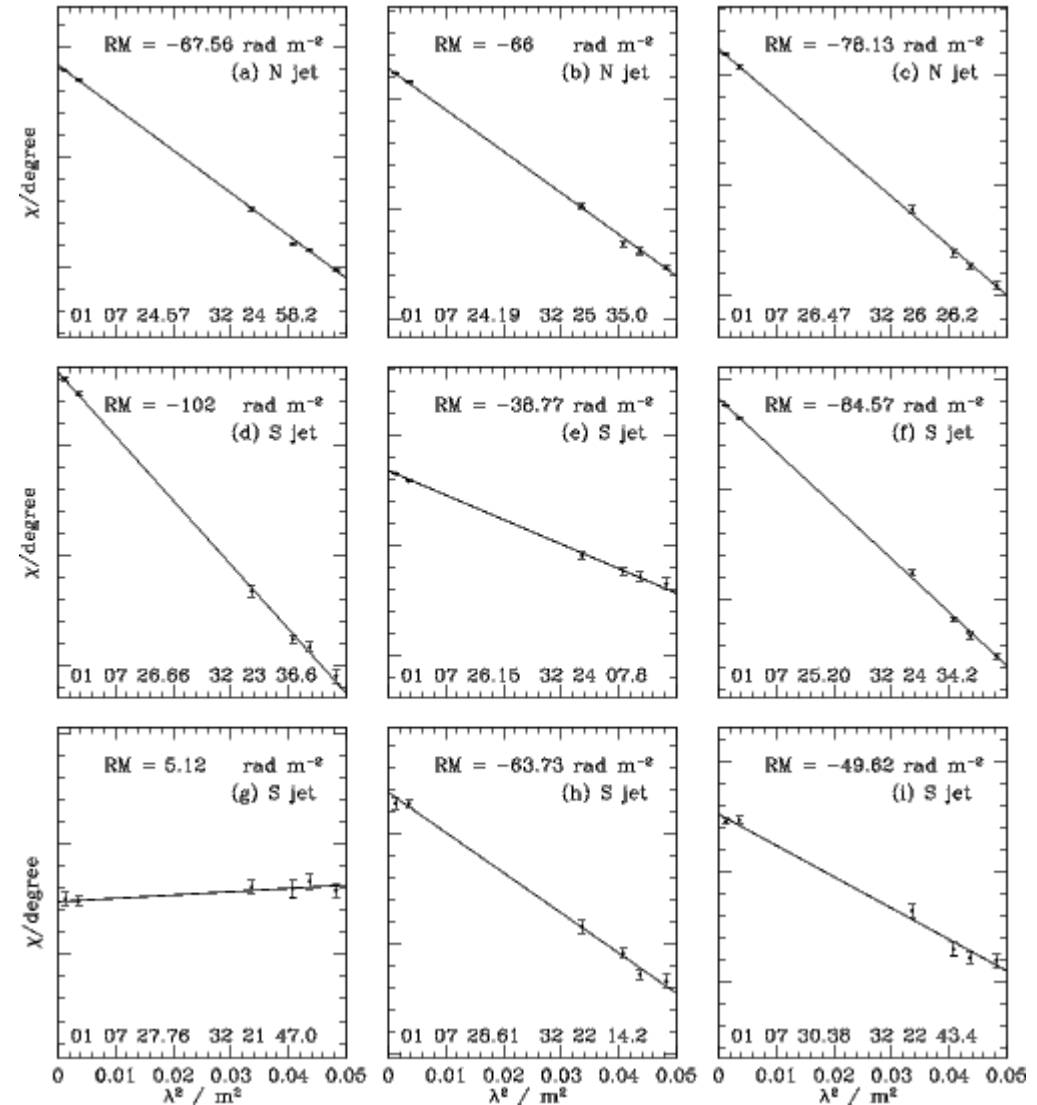 RM = −67.56 rad m⁻²
(a) N jet
01 07 24.57 32 24 58.2
RM = −66 rad m⁻²
(b) N jet
01 07 24.19 32 25 35.0
RM = −78.13 rad m⁻²
(c) N jet
01 07 26.47 32 26 26.2
χ/degree
RM = −102 rad m⁻²
(d) S jet
01 07 26.66 32 23 36.6
RM = −38.77 rad m⁻²
(e) S jet
01 07 26.15 32 24 07.8
RM = −84.57 rad m⁻²
(f) S jet
01 07 25.20 32 24 34.2
χ/degree
RM = 5.12 rad m⁻²
(g) S jet
01 07 27.76 32 21 47.0
RM = −63.73 rad m⁻²
(h) S jet
01 07 28.61 32 22 14.2
RM = −49.62 rad m⁻²
(i) S jet
01 07 30.38 32 22 43.4
χ/degree
0 0.01 0.02 0.03 0.04 0.05
0 0.01 0.02 0.03 0.04 0.05
0 0.01 0.02 0.03 0.04 0.05
λ² / m²
λ² / m²
λ² / m²